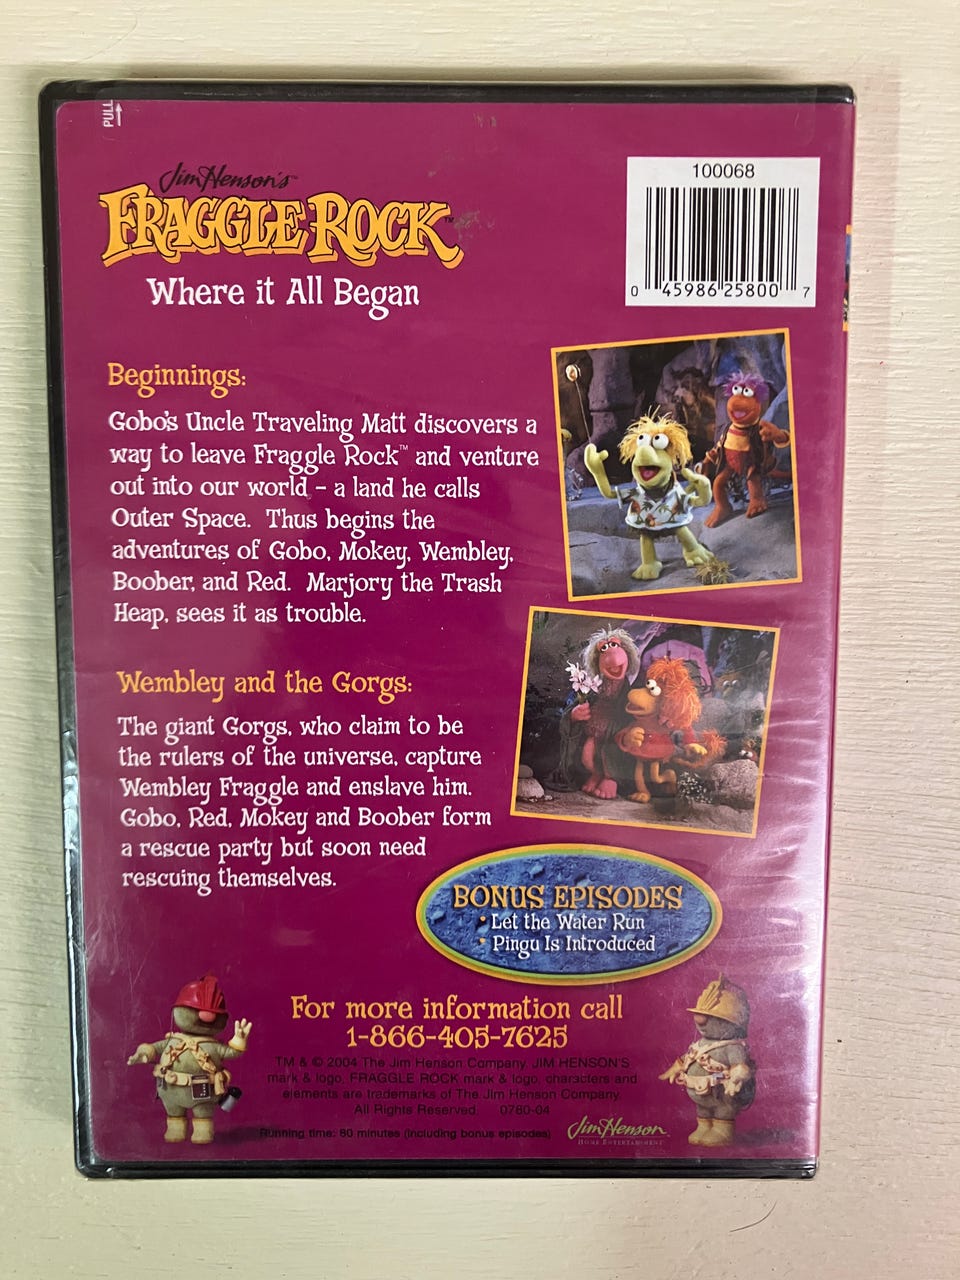 PULL
Jim Henson's™
FRAGGLE ROCK™
Where it All Began
100068
0 45986 25800 7
Beginnings:
Gobo's Uncle Traveling Matt discovers a
way to leave Fraggle Rock™ and venture
out into our world – a land he calls
Outer Space. Thus begins the
adventures of Gobo, Mokey, Wembley,
Boober, and Red. Marjory the Trash
Heap, sees it as trouble.
Wembley and the Gorgs:
The giant Gorgs, who claim to be
the rulers of the universe, capture
Wembley Fraggle and enslave him.
Gobo, Red, Mokey and Boober form
a rescue party but soon need
rescuing themselves.
BONUS EPISODES
• Let the Water Run
• Pingu Is Introduced
For more information call
1-866-405-7625
TM & © 2004 The Jim Henson Company. JIM HENSON'S
mark & logo, FRAGGLE ROCK mark & logo, characters and
elements are trademarks of The Jim Henson Company.
All Rights Reserved. 0780-04
Running time: 80 minutes (including bonus episodes)
Jim Henson
HOME ENTERTAINMENT